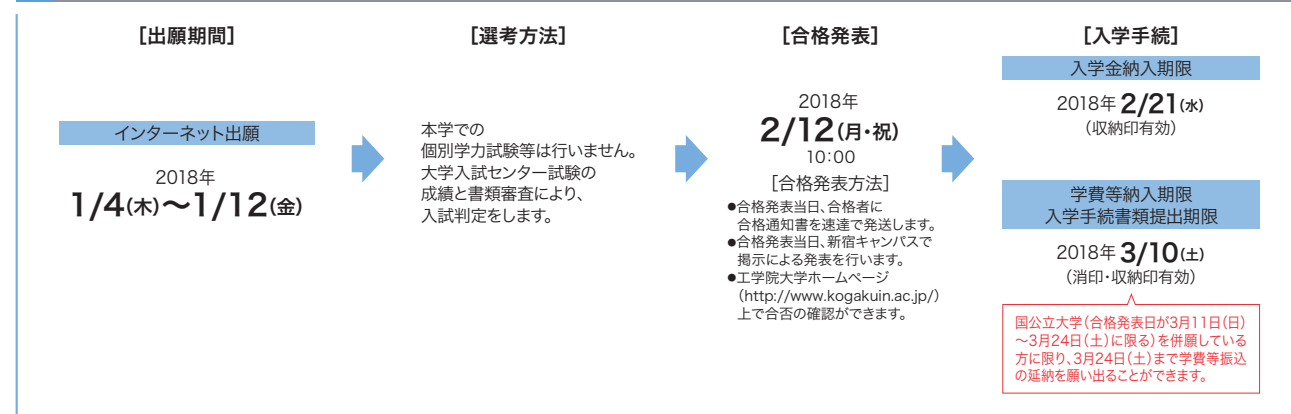 [出願期間]
インターネット出願
2018年
1/4(木)〜1/12(金)
[選考方法]
本学での
個別学力試験等は行いません。
大学入試センター試験の
成績と書類審査により、
入試判定をします。
[合格発表]
2018年
2/12(月・祝)
10:00
[合格発表方法]
●合格発表当日、合格者に
合格通知書を速達で発送します。
●合格発表当日、新宿キャンパスで
掲示による発表を行います。
●工学院大学ホームページ
(http://www.kogakuin.ac.jp/)
上で合否の確認ができます。
[入学手続]
入学金納入期限
2018年 2/21(水)
(収納印有効)
学費等納入期限
入学手続書類提出期限
2018年 3/10(土)
(消印・収納印有効)
国公立大学(合格発表日が3月11日(日)
〜3月24日(土)に限る)を併願している
方に限り、3月24日(土)まで学費等振込
の延納を願い出ることができます。